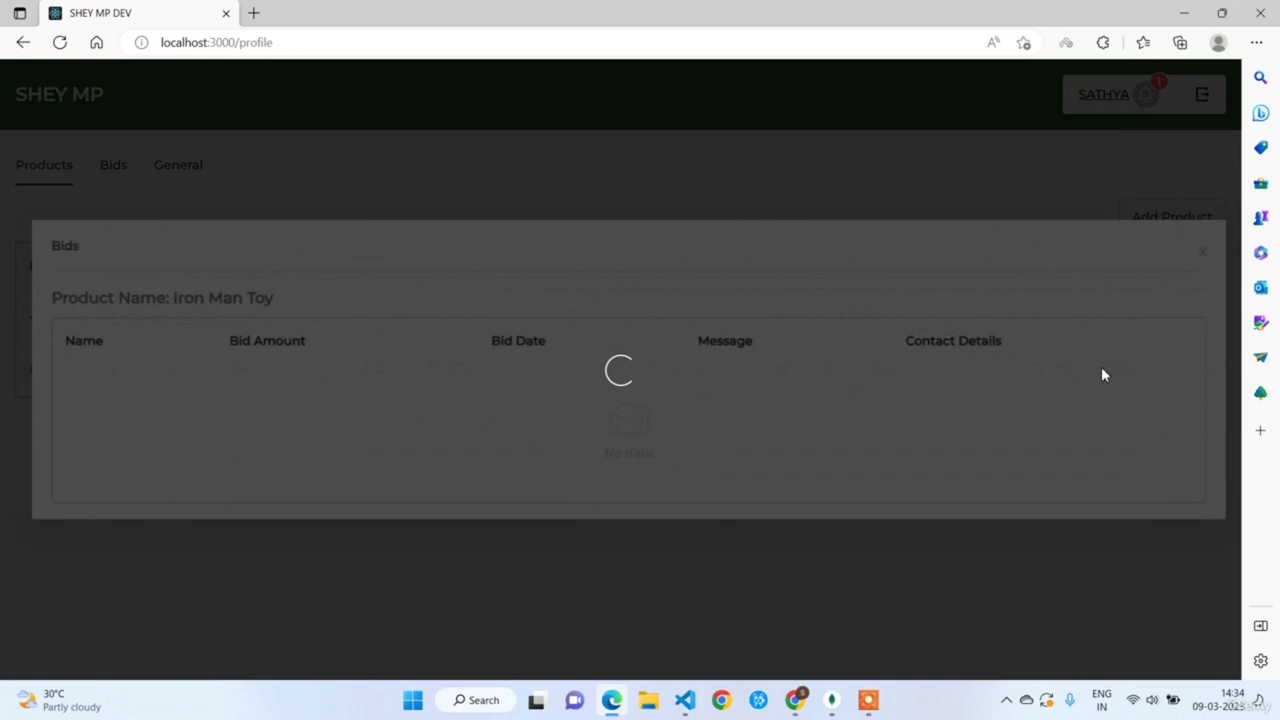 SHEY MP DEV
localhost:3000/profile
SHEY MP
SATHYA
1
Products Bids General
Add Product
Bids
x
Product Name: Iron Man Toy
Name Bid Amount Bid Date Message Contact Details
No data
30°C
Partly cloudy
Search
ENG
IN
14:34
09-03-2023